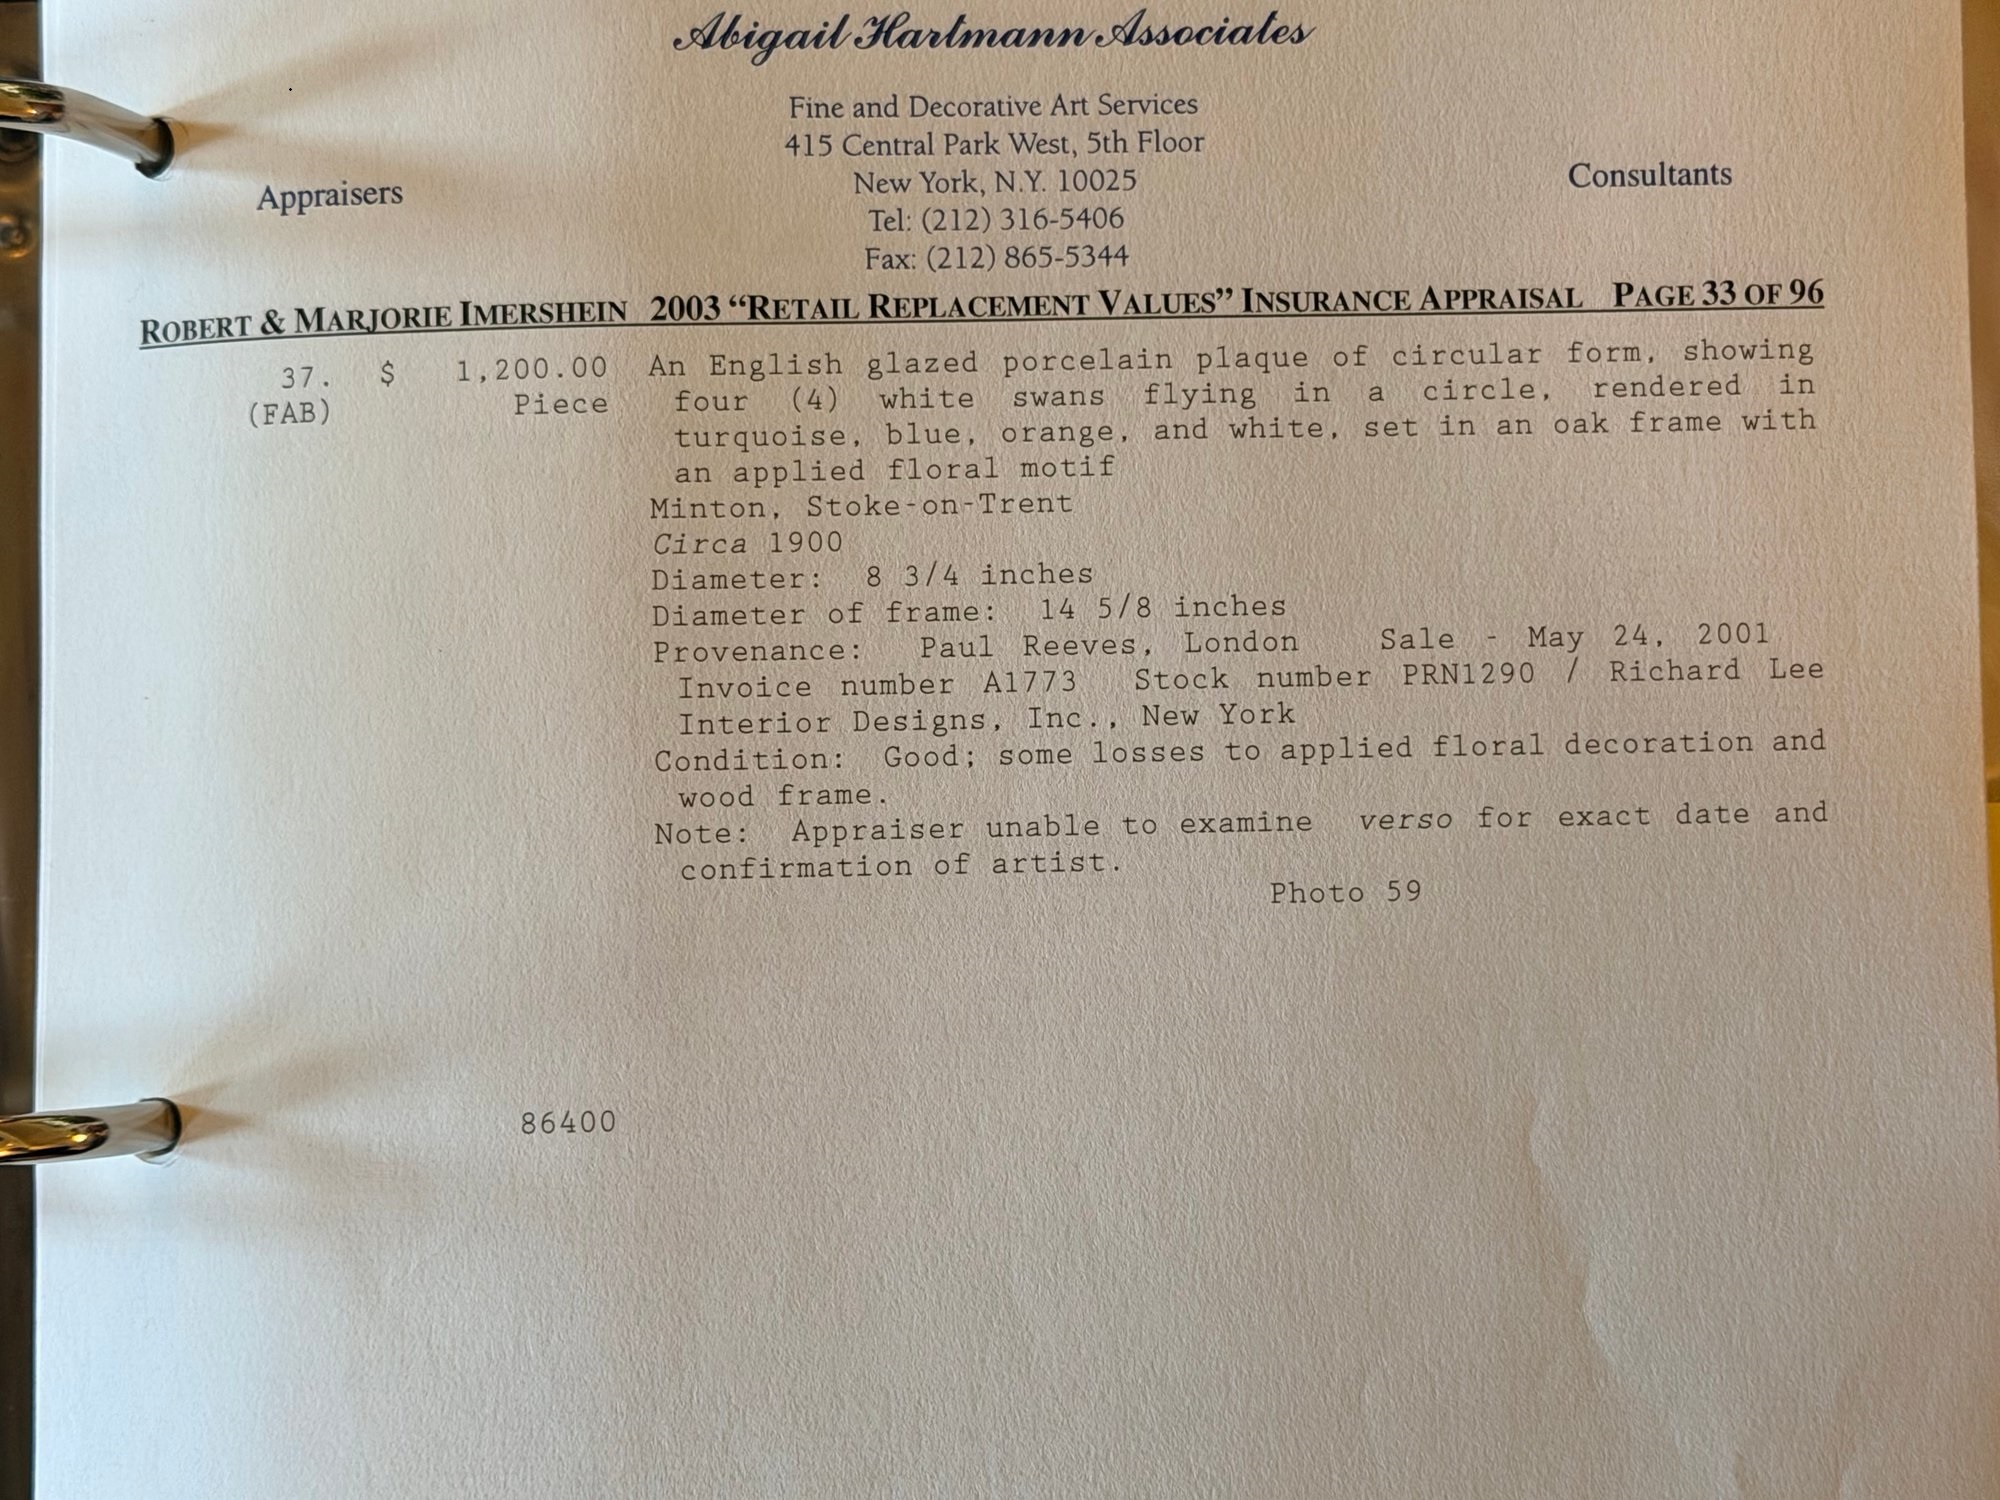 Abigail Hartmann Associates
Fine and Decorative Art Services
415 Central Park West, 5th Floor
New York, N.Y. 10025
Appraisers
Consultants
Tel: (212) 316-5406
Fax: (212) 865-5344
ROBERT & MARJORIE IMERSHEIN 2003 “RETAIL REPLACEMENT VALUES” INSURANCE APPRAISAL PAGE 33 OF 96
37. $ 1,200.00 An English glazed porcelain plaque of circular form, showing
(FAB) Piece four (4) white swans flying in a circle, rendered in
turquoise, blue, orange, and white, set in an oak frame with
an applied floral motif
Minton, Stoke-on-Trent
Circa 1900
Diameter: 8 3/4 inches
Diameter of frame: 14 5/8 inches
Provenance: Paul Reeves, London Sale - May 24, 2001
Invoice number A1773 Stock number PRN1290 / Richard Lee
Interior Designs, Inc., New York
Condition: Good; some losses to applied floral decoration and
wood frame.
Note: Appraiser unable to examine verso for exact date and
confirmation of artist.
Photo 59
86400